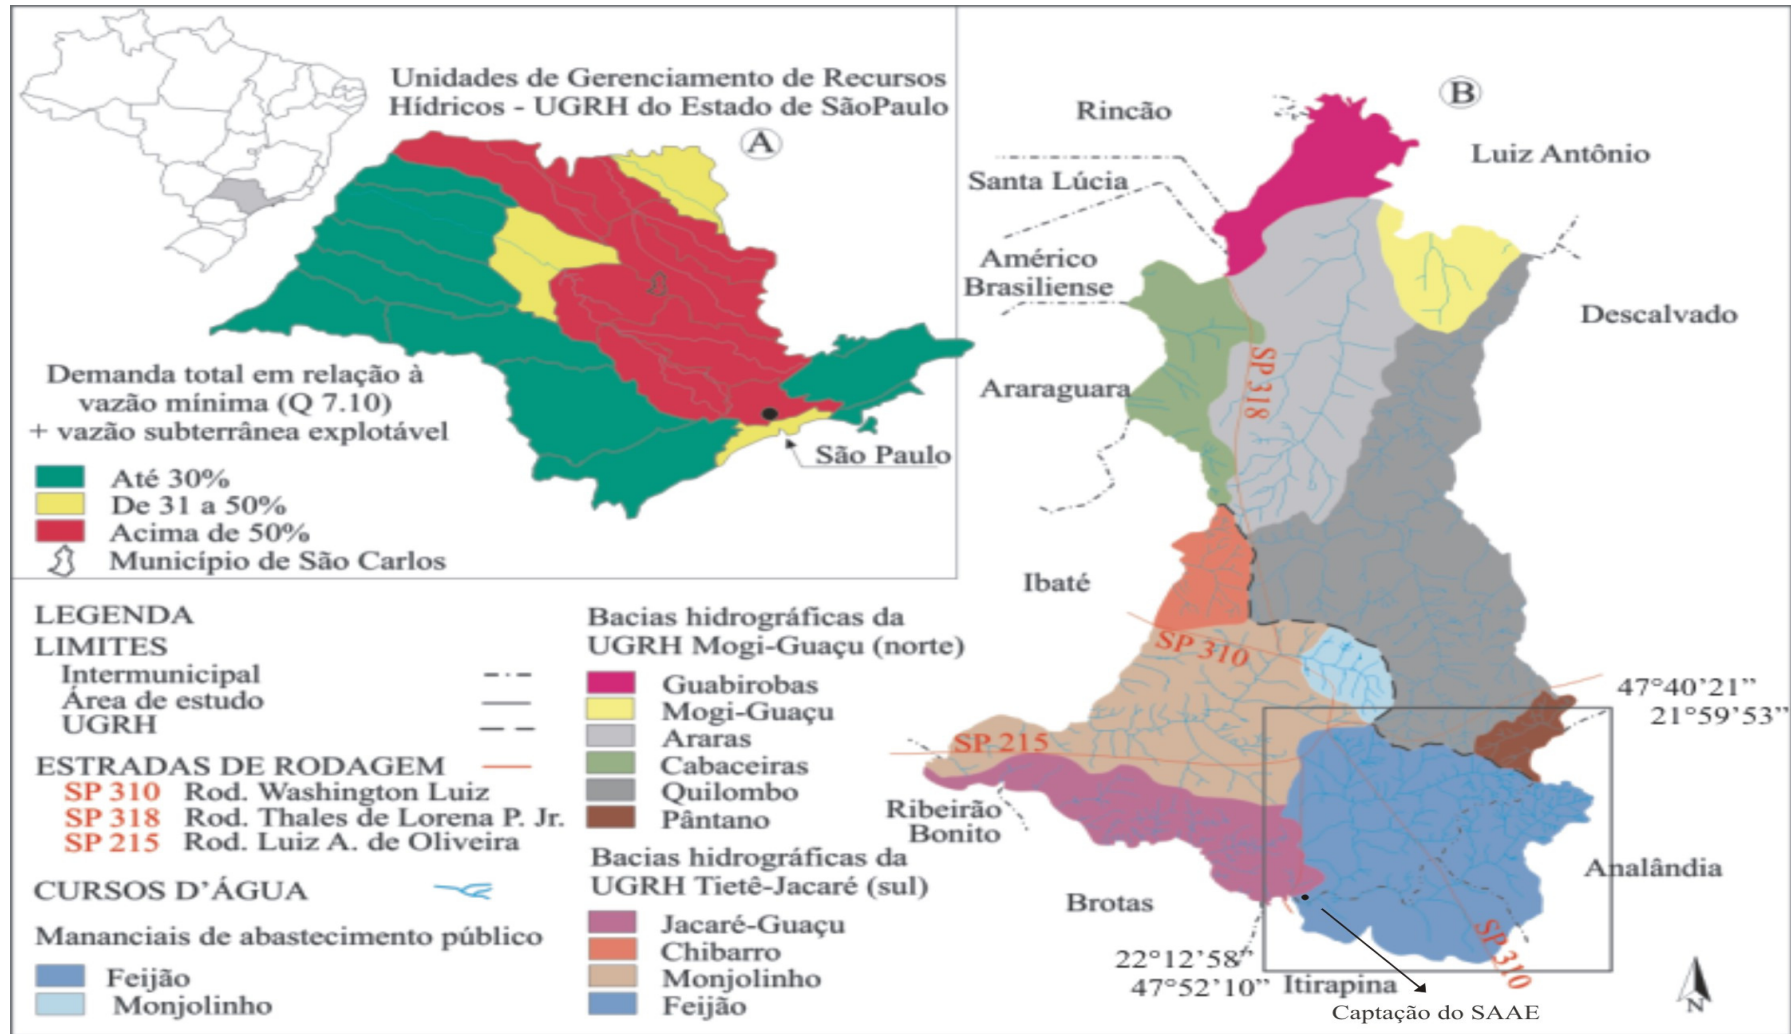 Unidades de Gerenciamento de Recursos
Hídricos - UGRH do Estado de SãoPaulo
A
Demanda total em relação à
vazão mínima (Q 7.10)
+ vazão subterrânea explotável
Até 30%
De 31 a 50%
Acima de 50%
Município de São Carlos
São Paulo
B
Rincão
Luiz Antônio
Santa Lúcia
Américo
Brasiliense
Descalvado
Araraguara
SP 318
Ibaté
SP 310
47°40'21”
21°59'53”
SP 215
Ribeirão
Bonito
Analândia
Brotas
SP 310
22°12'58”
47°52'10”
Itirapina
Captação do SAAE
N
LEGENDA
LIMITES
Intermunicipal
Área de estudo
UGRH
ESTRADAS DE RODAGEM
SP 310 Rod. Washington Luiz
SP 318 Rod. Thales de Lorena P. Jr.
SP 215 Rod. Luiz A. de Oliveira
CURSOS D'ÁGUA
Mananciais de abastecimento público
Feijão
Monjolinho
Bacias hidrográficas da
UGRH Mogi-Guaçu (norte)
Guabirobas
Mogi-Guaçu
Araras
Cabaceiras
Quilombo
Pântano
Bacias hidrográficas da
UGRH Tietê-Jacaré (sul)
Jacaré-Guaçu
Chibarro
Monjolinho
Feijão